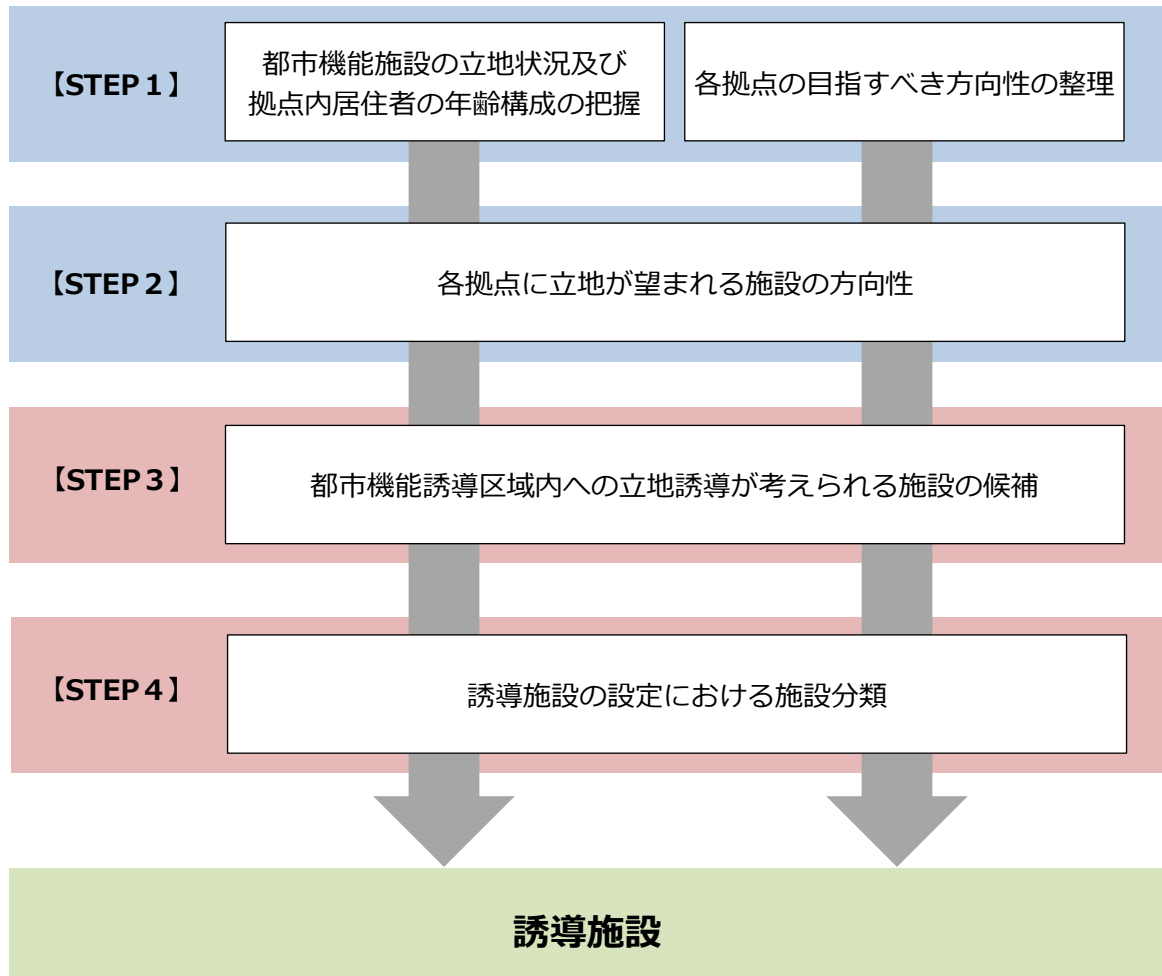 【STEP１】
都市機能施設の立地状況及び
拠点内居住者の年齢構成の把握
各拠点の目指すべき方向性の整理
【STEP２】
各拠点に立地が望まれる施設の方向性
【STEP３】
都市機能誘導区域内への立地誘導が考えられる施設の候補
【STEP４】
誘導施設の設定における施設分類
誘導施設